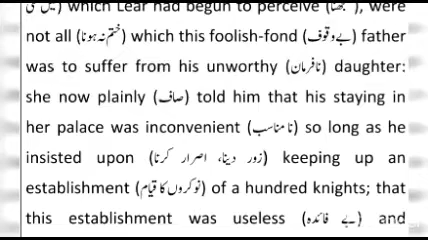 which Lear had begun to perceive (سمجھنا), were
not all (ختم نہ ہونا) which this foolish-fond (بے وقوف) father
was to suffer from his unworthy (نافرمان) daughter:
she now plainly (صاف) told him that his staying in
her palace was inconvenient (نا مناسب) so long as he
insisted upon (زور دینا، اصرار کرنا) keeping up an
establishment (نوکروں کا قیام) of a hundred knights; that
this establishment was useless (بے فائدہ) and